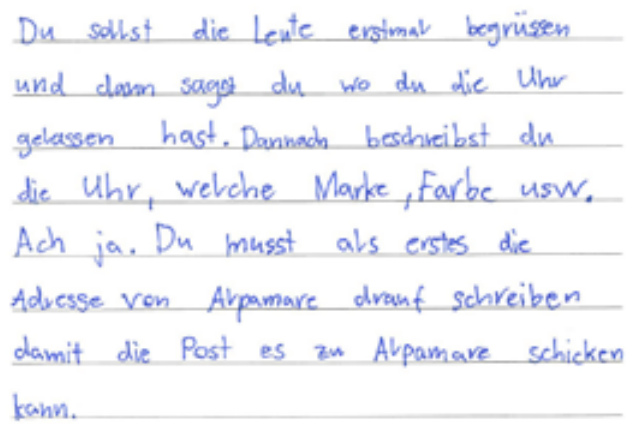 Du sollst die Leute erstmal begrüssen
und dann sagst du wo du die Uhr
gelassen hast. Dannach beschreibst du
die Uhr, welche Marke, Farbe usw.
Ach ja. Du musst als erstes die
Adresse von Alpamare drauf schreiben
damit die Post es zu Alpamare schicken
kann.